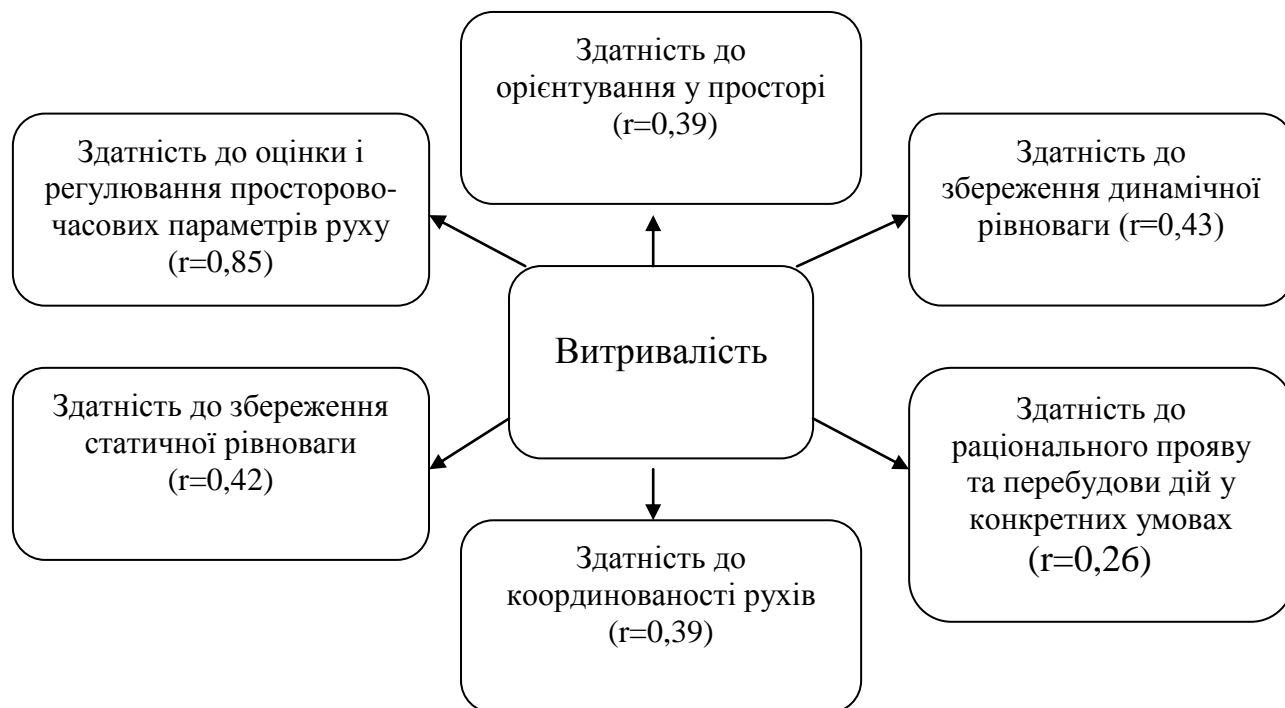 Здатність до
орієнтування у просторі
(r=0,39)
Здатність до оцінки і
регулювання просторово-
часових параметрів руху
(r=0,85)
Здатність до
збереження динамічної
рівноваги (r=0,43)
Витривалість
Здатність до збереження
статичної рівноваги
(r=0,42)
Здатність до
раціонального прояву
та перебудови дій у
конкретних умовах
(r=0,26)
Здатність до
координованості рухів
(r=0,39)